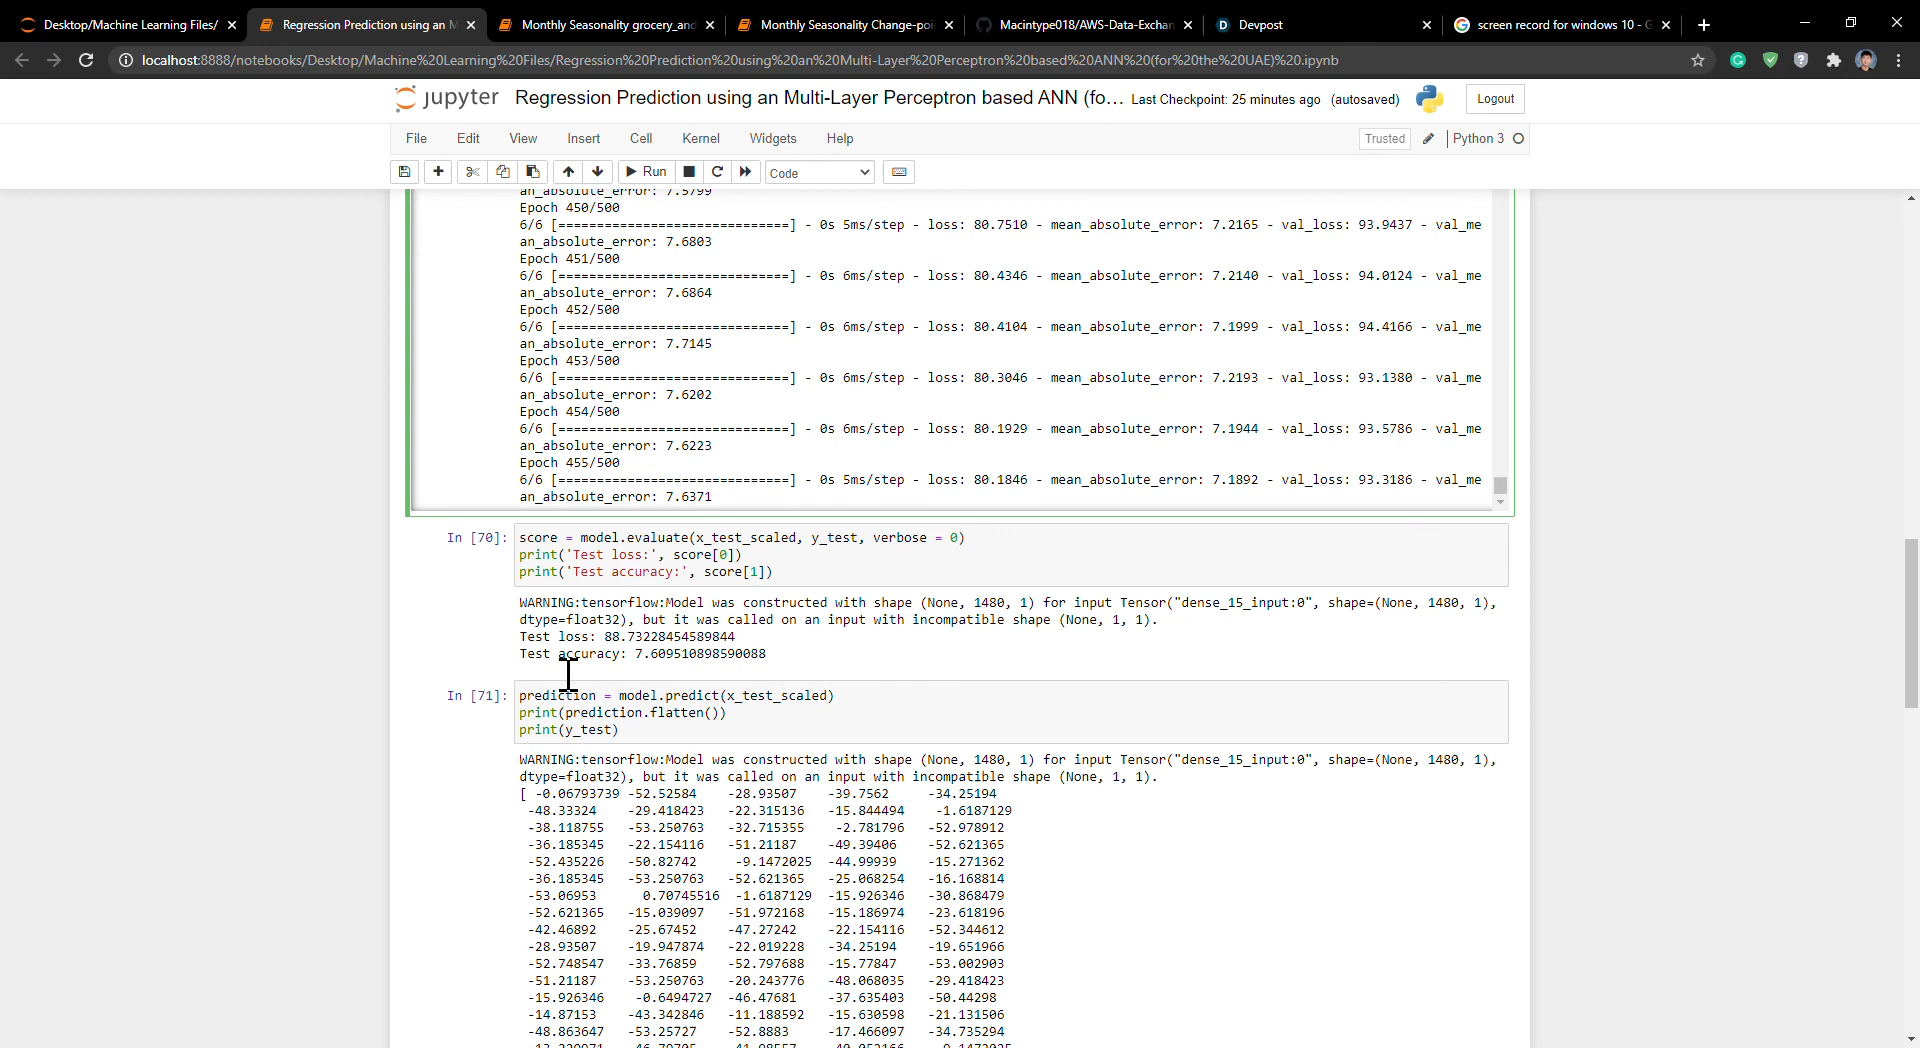 Desktop/Machine Learning Files/
Regression Prediction using an M
Monthly Seasonality grocery_and
Monthly Seasonality Change-poi
Macintype018/AWS-Data-Exchan
Devpost
screen record for windows 10 - G
localhost:8888/notebooks/Desktop/Machine%20Learning%20Files/Regression%20Prediction%20using%20an%20Multi-Layer%20Perceptron%20based%20ANN%20(for%20the%20UAE)%20.ipynb
jupyter Regression Prediction using an Multi-Layer Perceptron based ANN (fo... Last Checkpoint: 25 minutes ago (autosaved) Logout
File Edit View Insert Cell Kernel Widgets Help Trusted Python 3
Run Code
an_absolute_error: 7.5799
Epoch 450/500
6/6 [==============================] - 0s 5ms/step - loss: 80.7510 - mean_absolute_error: 7.2165 - val_loss: 93.9437 - val_me
an_absolute_error: 7.6803
Epoch 451/500
6/6 [==============================] - 0s 6ms/step - loss: 80.4346 - mean_absolute_error: 7.2140 - val_loss: 94.0124 - val_me
an_absolute_error: 7.6864
Epoch 452/500
6/6 [==============================] - 0s 6ms/step - loss: 80.4104 - mean_absolute_error: 7.1999 - val_loss: 94.4166 - val_me
an_absolute_error: 7.7145
Epoch 453/500
6/6 [==============================] - 0s 6ms/step - loss: 80.3046 - mean_absolute_error: 7.2193 - val_loss: 93.1380 - val_me
an_absolute_error: 7.6202
Epoch 454/500
6/6 [==============================] - 0s 6ms/step - loss: 80.1929 - mean_absolute_error: 7.1944 - val_loss: 93.5786 - val_me
an_absolute_error: 7.6223
Epoch 455/500
6/6 [==============================] - 0s 5ms/step - loss: 80.1846 - mean_absolute_error: 7.1892 - val_loss: 93.3186 - val_me
an_absolute_error: 7.6371
In [70]: score = model.evaluate(x_test_scaled, y_test, verbose = 0)
print('Test loss:', score[0])
print('Test accuracy:', score[1])
WARNING:tensorflow:Model was constructed with shape (None, 1480, 1) for input Tensor("dense_15_input:0", shape=(None, 1480, 1),
dtype=float32), but it was called on an input with incompatible shape (None, 1, 1).
Test loss: 88.73228454589844
Test accuracy: 7.609510898590088
In [71]: prediction = model.predict(x_test_scaled)
print(prediction.flatten())
print(y_test)
WARNING:tensorflow:Model was constructed with shape (None, 1480, 1) for input Tensor("dense_15_input:0", shape=(None, 1480, 1),
dtype=float32), but it was called on an input with incompatible shape (None, 1, 1).
[ -0.06793739 -52.52584 -28.93507 -39.7562 -34.25194
-48.33324 -29.418423 -22.315136 -15.844494 -1.6187129
-38.118755 -53.250763 -32.715355 -2.781796 -52.978912
-36.185345 -22.154116 -51.21187 -49.39406 -52.621365
-52.435226 -50.82742 -9.1472025 -44.99939 -15.271362
-36.185345 -53.250763 -52.621365 -25.068254 -16.168814
-53.06953 0.70745516 -1.6187129 -15.926346 -30.868479
-52.621365 -15.039097 -51.972168 -15.186974 -23.618196
-42.46892 -25.67452 -47.27242 -22.154116 -52.344612
-28.93507 -19.947874 -22.019228 -34.25194 -19.651966
-52.748547 -33.76859 -52.797688 -15.77847 -53.002903
-51.21187 -53.250763 -20.243776 -48.068035 -29.418423
-15.926346 -0.6494727 -46.47681 -37.635403 -50.44298
-14.87153 -43.342846 -11.188592 -15.630598 -21.131506
-48.863647 -53.25727 -52.8883 -17.466097 -34.735294